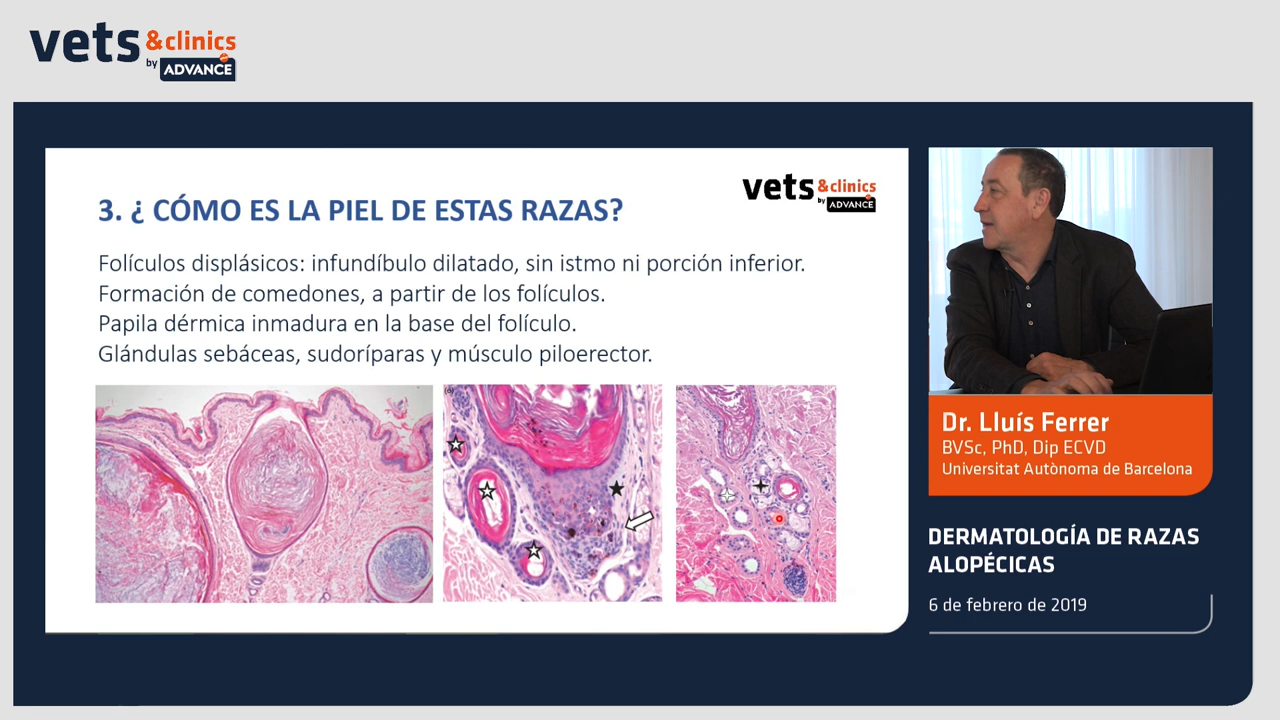 vets &clinics
by ADVANCE
vets &clinics
by ADVANCE
3. ¿ CÓMO ES LA PIEL DE ESTAS RAZAS?
Folículos displásicos: infundíbulo dilatado, sin istmo ni porción inferior.
Formación de comedones, a partir de los folículos.
Papila dérmica inmadura en la base del folículo.
Glándulas sebáceas, sudoríparas y músculo piloerector.
Dr. Lluís Ferrer
BVSc, PhD, Dip ECVD
Universitat Autònoma de Barcelona
DERMATOLOGÍA DE RAZAS
ALOPÉCICAS
6 de febrero de 2019